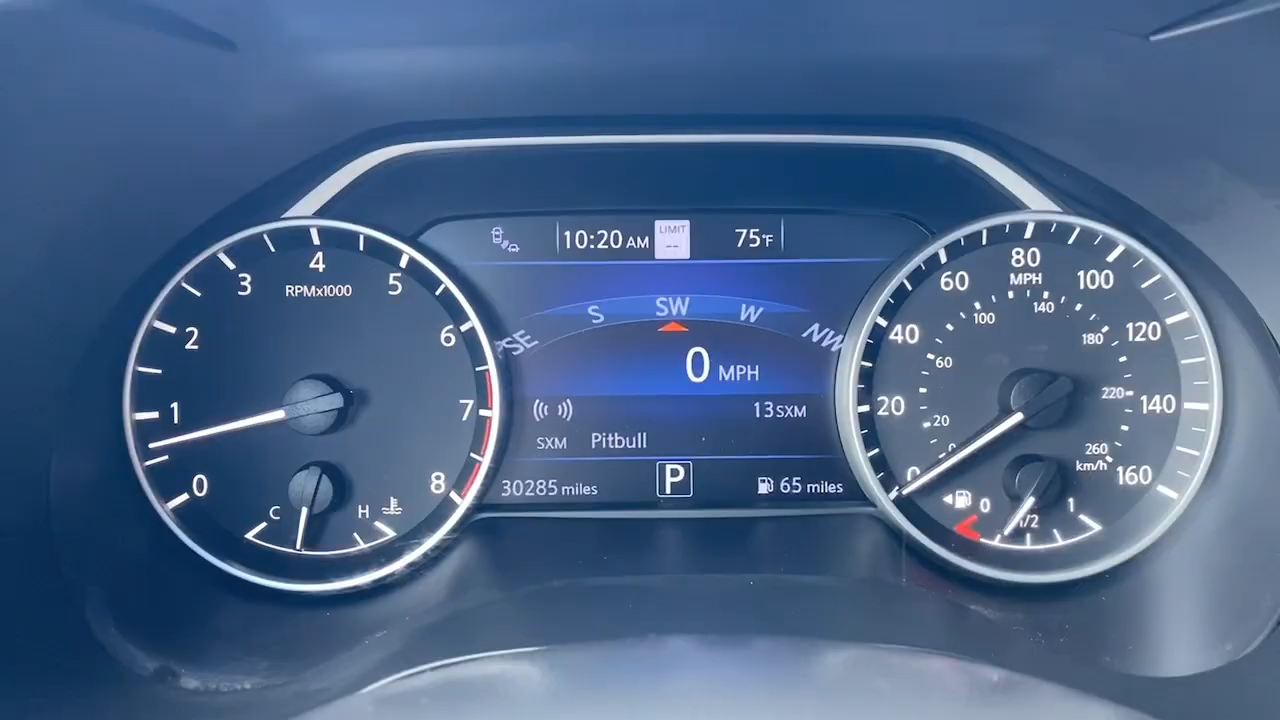 10:20 AM
LIMIT
--
75°F
SE S SW W NW
0 MPH
13SXM
SXM Pitbull
30285 miles
P
65 miles
0 1 2 3 4 5 6 7 8
RPMx1000
C H
0 20 40 60 80 100 120 140 160
MPH
0 20 60 100 140 180 220 260
km/h
0 1/2 1